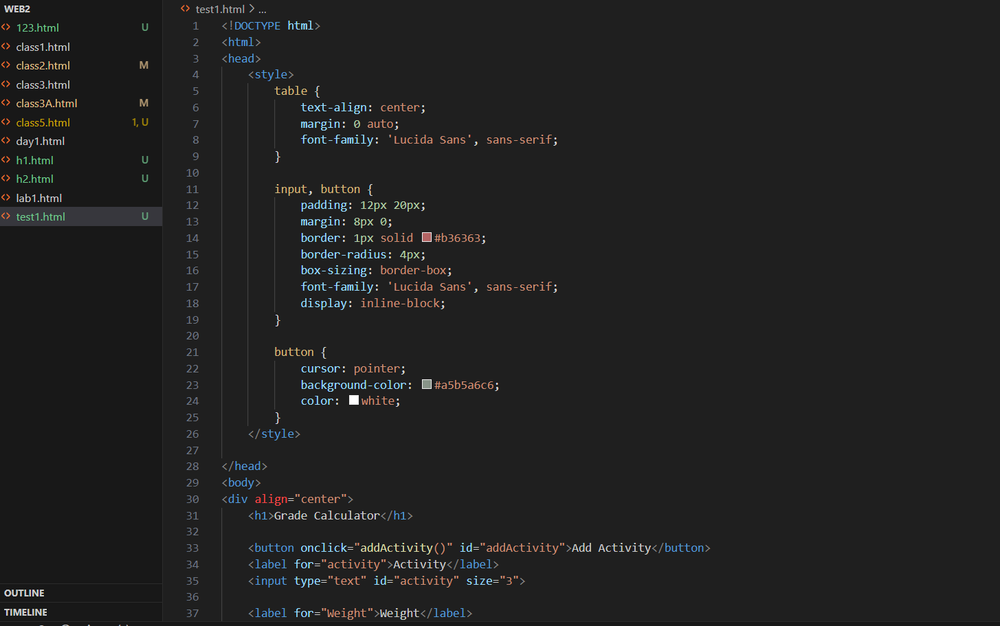 WEB2
123.html U
class1.html
class2.html M
class3.html
class3A.html M
class5.html 1, U
day1.html
h1.html U
h2.html U
lab1.html
test1.html U
OUTLINE
TIMELINE
test1.html > ...
1 <!DOCTYPE html>
2 <html>
3 <head>
4 <style>
5 table {
6 text-align: center;
7 margin: 0 auto;
8 font-family: 'Lucida Sans', sans-serif;
9 }
10
11 input, button {
12 padding: 12px 20px;
13 margin: 8px 0;
14 border: 1px solid #b36363;
15 border-radius: 4px;
16 box-sizing: border-box;
17 font-family: 'Lucida Sans', sans-serif;
18 display: inline-block;
19 }
20
21 button {
22 cursor: pointer;
23 background-color: #a5b5a6c6;
24 color: white;
25 }
26 </style>
27
28 </head>
29 <body>
30 <div align="center">
31 <h1>Grade Calculator</h1>
32
33 <button onclick="addActivity()" id="addActivity">Add Activity</button>
34 <label for="activity">Activity</label>
35 <input type="text" id="activity" size="3">
36
37 <label for="Weight">Weight</label>